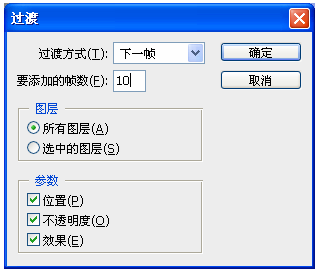 过渡
过渡方式(T): 下一帧 确定
要添加的帧数(F): 10 取消
图层
所有图层(A)
选中的图层(S)
参数
位置(P)
不透明度(O)
效果(E)